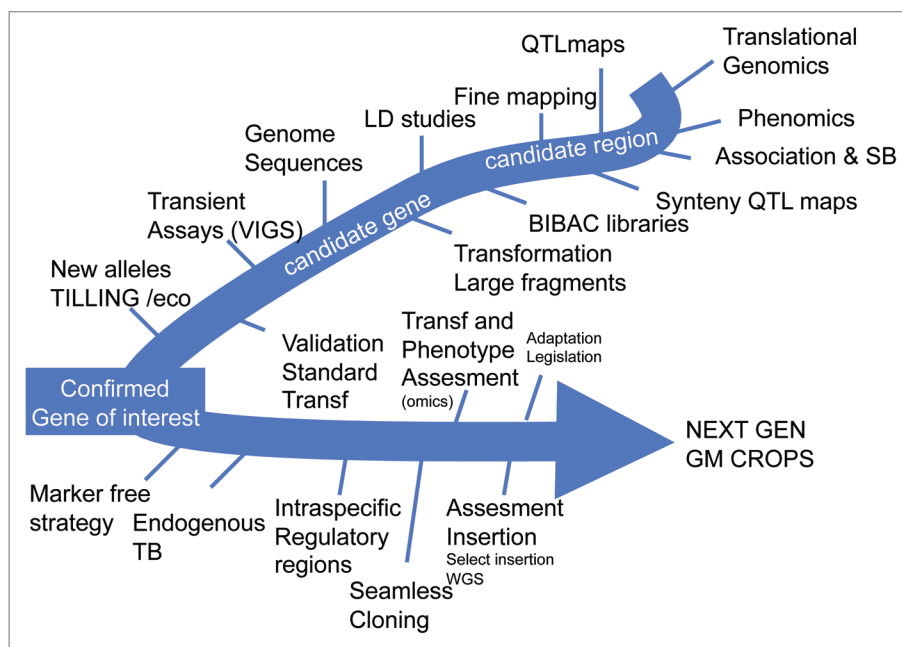 QTLmaps
Translational
Genomics
Fine mapping
LD studies
Phenomics
candidate region
Association & SB
Genome
Sequences
Synteny QTL maps
BIBAC libraries
candidate gene
Transient
Assays (VIGS)
Transformation
Large fragments
New alleles
TILLING /eco
Validation
Standard
Transf
Transf and
Phenotype
Assesment
(omics)
Adaptation
Legislation
Confirmed
Gene of interest
NEXT GEN
GM CROPS
Marker free
strategy
Endogenous
TB
Intraspecific
Regulatory
regions
Seamless
Cloning
Assesment
Insertion
Select insertion
WGS